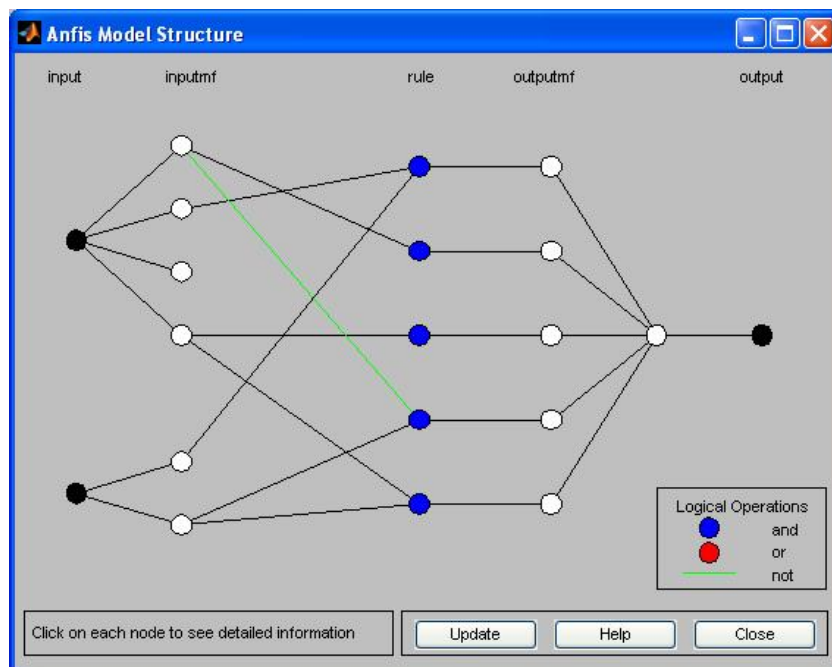 Anfis Model Structure
input inputmf rule outputmf output
Logical Operations
and
or
not
Click on each node to see detailed information
Update Help Close